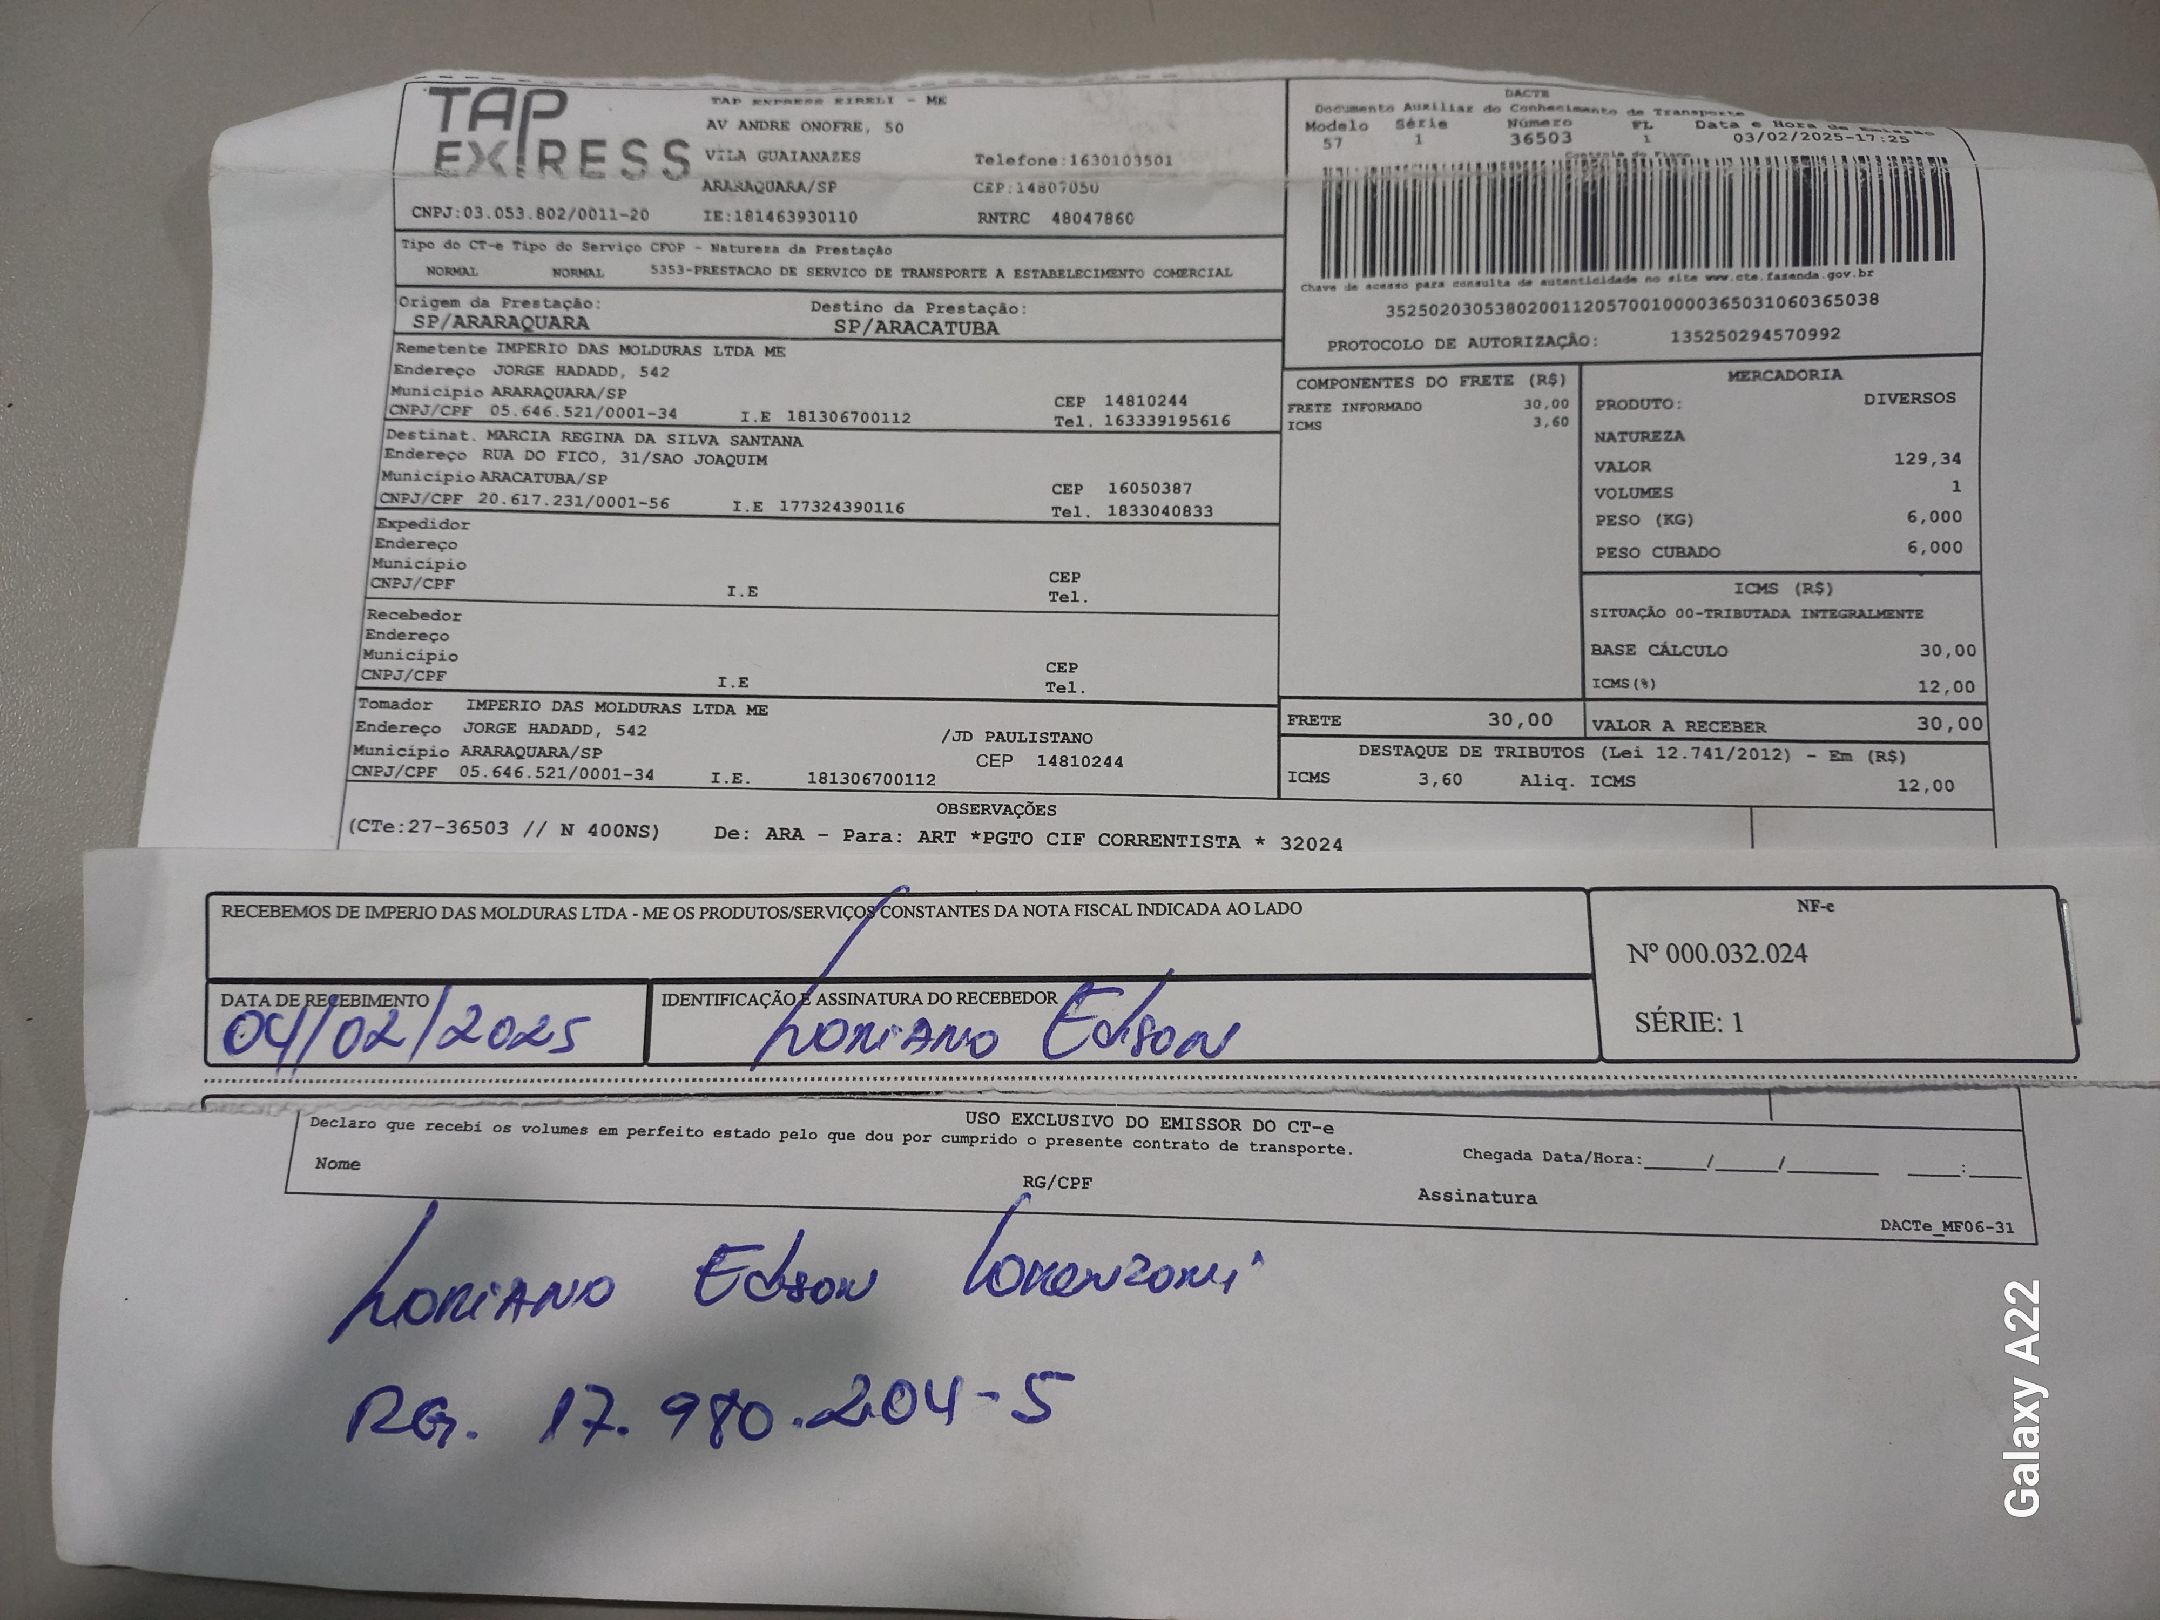 TAP EXPRESS
TAP EXPRESS EIRELI - ME
AV ANDRE ONOFRE, 50
VILA GUAIANAZES Telefone:1630103501
ARARAQUARA/SP CEP:14807050
CNPJ:03.053.802/0011-20 IE:181463930110 RNTRC 48047860
DACTE
Documento Auxiliar do Conhecimento de Transporte
Modelo Série Número FL Data e Hora de Emissão
57 1 36503 1 03/02/2025-17:25
Controle do Fisco
Chave de acesso para consulta de autenticidade no site www.cte.fazenda.gov.br
35250203053802001120570010000365031060365038
PROTOCOLO DE AUTORIZAÇÃO: 135250294570992
Tipo do CT-e Tipo do Serviço CFOP - Natureza da Prestação
NORMAL NORMAL 5353-PRESTACAO DE SERVICO DE TRANSPORTE A ESTABELECIMENTO COMERCIAL
Origem da Prestação: Destino da Prestação:
SP/ARARAQUARA SP/ARACATUBA
Remetente IMPERIO DAS MOLDURAS LTDA ME
Endereço JORGE HADADD, 542
Município ARARAQUARA/SP CEP 14810244
CNPJ/CPF 05.646.521/0001-34 I.E 181306700112 Tel. 163339195616
Destinat. MARCIA REGINA DA SILVA SANTANA
Endereço RUA DO FICO, 31/SAO JOAQUIM
Município ARACATUBA/SP CEP 16050387
CNPJ/CPF 20.617.231/0001-56 I.E 177324390116 Tel. 1833040833
Expedidor
Endereço
Município CEP
CNPJ/CPF I.E Tel.
Recebedor
Endereço
Município CEP
CNPJ/CPF I.E Tel.
Tomador IMPERIO DAS MOLDURAS LTDA ME
Endereço JORGE HADADD, 542 /JD PAULISTANO
Município ARARAQUARA/SP CEP 14810244
CNPJ/CPF 05.646.521/0001-34 I.E. 181306700112
COMPONENTES DO FRETE (R$)
FRETE INFORMADO 30,00
ICMS 3,60
MERCADORIA
PRODUTO: DIVERSOS
NATUREZA
VALOR 129,34
VOLUMES 1
PESO (KG) 6,000
PESO CUBADO 6,000
ICMS (R$)
SITUAÇÃO 00-TRIBUTADA INTEGRALMENTE
BASE CÁLCULO 30,00
ICMS(%) 12,00
FRETE 30,00 VALOR A RECEBER 30,00
DESTAQUE DE TRIBUTOS (Lei 12.741/2012) - Em (R$)
ICMS 3,60 Aliq. ICMS 12,00
OBSERVAÇÕES
(CTe:27-36503 // N 400NS) De: ARA - Para: ART *PGTO CIF CORRENTISTA * 32024
RECEBEMOS DE IMPERIO DAS MOLDURAS LTDA - ME OS PRODUTOS/SERVIÇOS CONSTANTES DA NOTA FISCAL INDICADA AO LADO
NF-e
Nº 000.032.024
SÉRIE: 1
DATA DE RECEBIMENTO IDENTIFICAÇÃO E ASSINATURA DO RECEBEDOR
04/02/2025 Loriano Edson
USO EXCLUSIVO DO EMISSOR DO CT-e
Declaro que recebi os volumes em perfeito estado pelo que dou por cumprido o presente contrato de transporte.
Nome RG/CPF Assinatura Chegada Data/Hora:____/____/______ ____:____
DACTe_MF06-31
Loriano Edson Lorenzoni
RG. 17.980.204-5
Galaxy A22